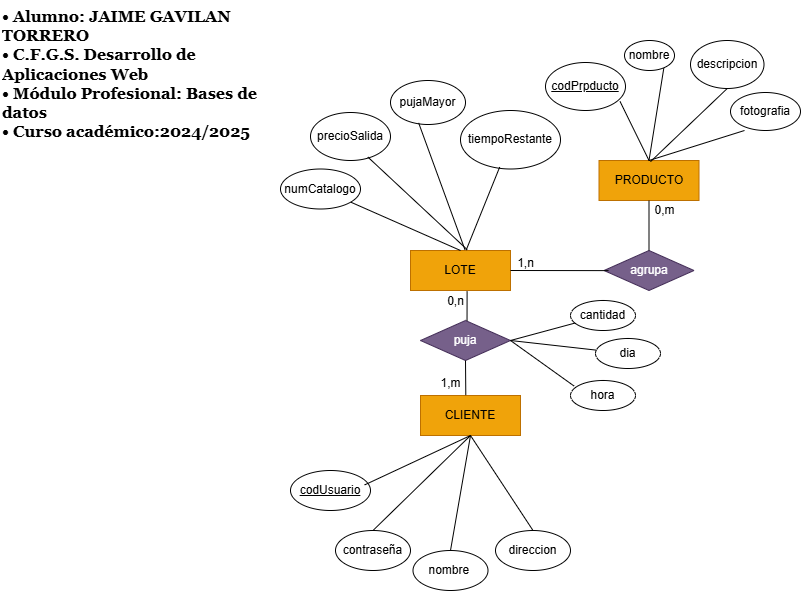 • Alumno: JAIME GAVILAN
TORRERO
• C.F.G.S. Desarrollo de
Aplicaciones Web
• Módulo Profesional: Bases de
datos
• Curso académico:2024/2025
nombre
descripcion
codPrpducto
pujaMayor
fotografia
precioSalida
tiempoRestante
numCatalogo
PRODUCTO
0,m
1,n
LOTE
agrupa
0,n
cantidad
puja
dia
1,m
hora
CLIENTE
codUsuario
contraseña
direccion
nombre